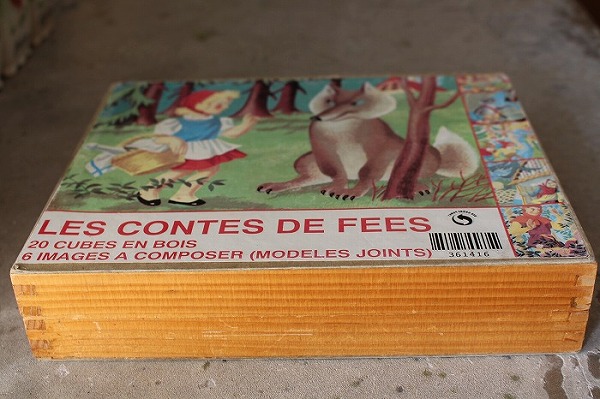 LES CONTES DE FEES
20 CUBES EN BOIS
6 IMAGES A COMPOSER (MODELES JOINTS)
361416